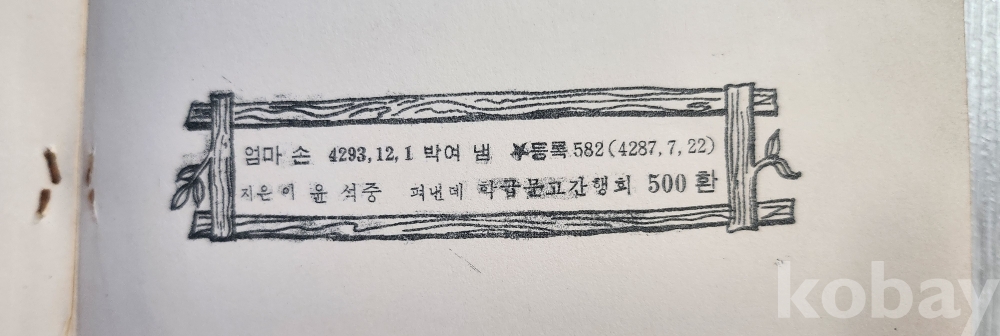 엄마 손 4293,12,1 박여 냄 ★등록 582(4287,7,22)
지은이 윤석중 펴낸데 학급문고간행회 500환
kobay